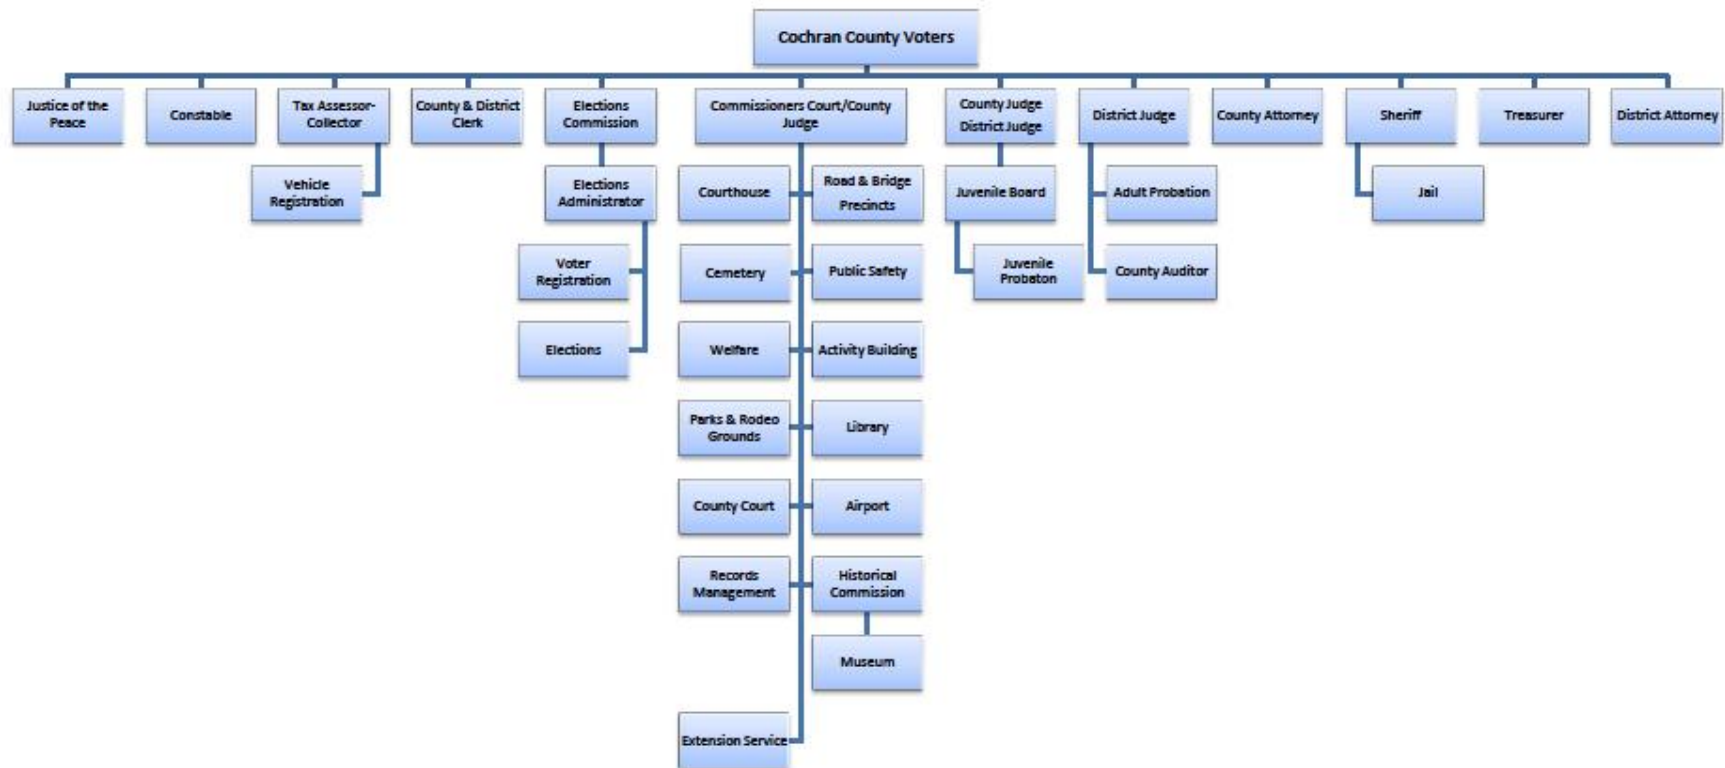 Cochran County Voters
Justice of the
Peace
Constable
Tax Assessor-
Collector
County & District
Clerk
Elections
Commission
Commissioners Court/County
Judge
County Judge
District Judge
District Judge
County Attorney
Sheriff
Treasurer
District Attorney
Vehicle
Registration
Elections
Administrator
Courthouse
Road & Bridge
Precincts
Juvenile Board
Adult Probation
Jail
Voter
Registration
Cemetery
Public Safety
Juvenile
Probaton
County Auditor
Elections
Welfare
Activity Building
Parks & Rodeo
Grounds
Library
County Court
Airport
Records
Management
Historical
Commission
Museum
Extension Service